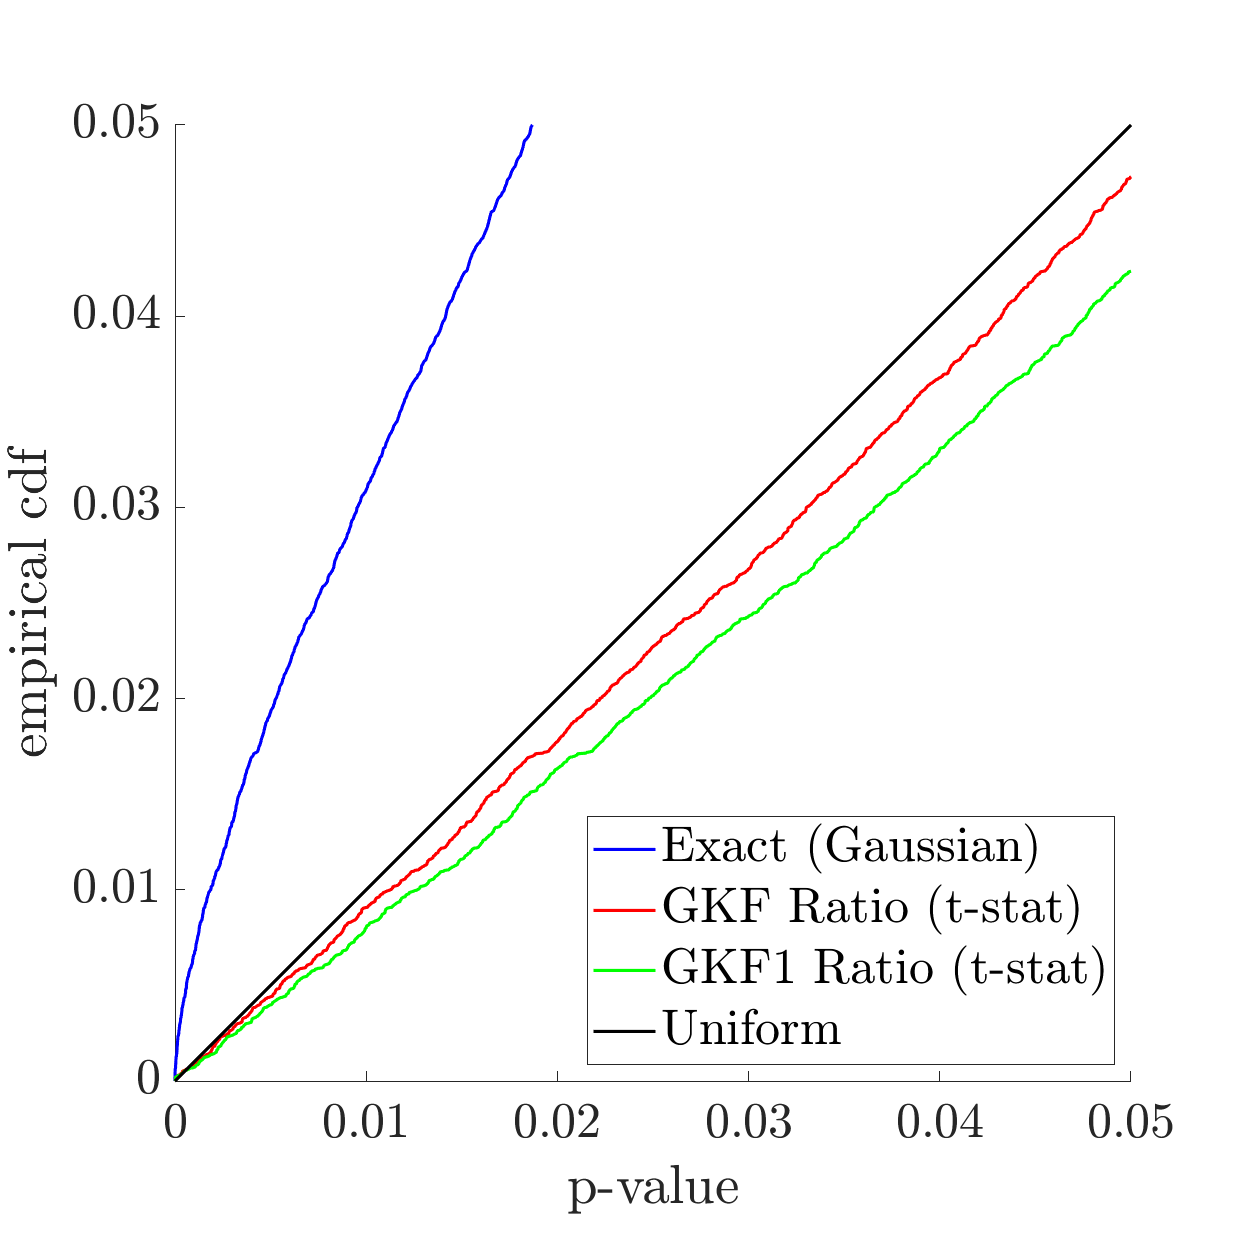 0.05
0.04
0.03
0.02
0.01
0
empirical cdf
Exact (Gaussian)
GKF Ratio (t-stat)
GKF1 Ratio (t-stat)
Uniform
0 0.01 0.02 0.03 0.04 0.05
p-value